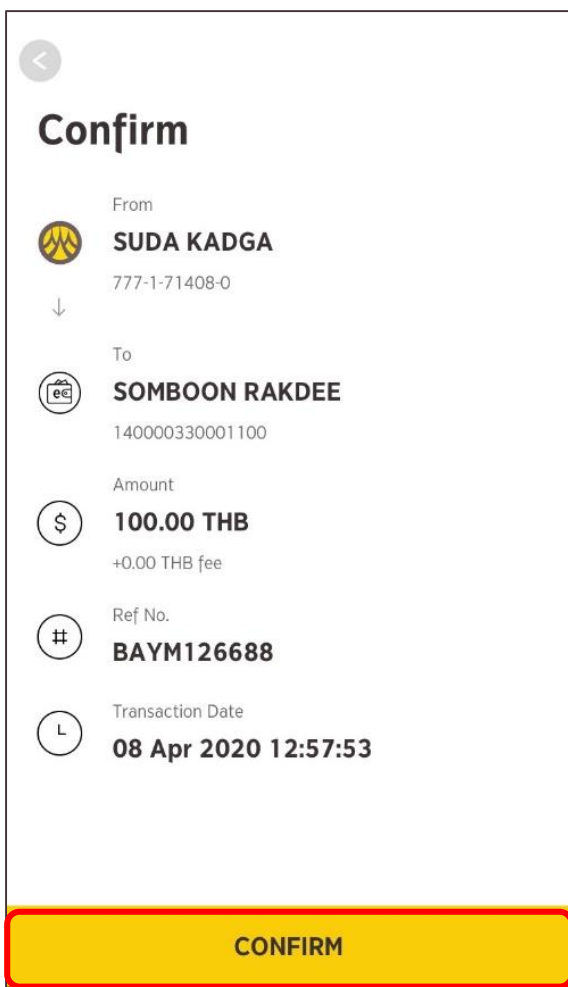 Confirm
From
SUDA KADGA
777-1-71408-0
To
SOMBOON RAKDEE
140000330001100
Amount
100.00 THB
+0.00 THB fee
Ref No.
BAYM126688
Transaction Date
08 Apr 2020 12:57:53
CONFIRM